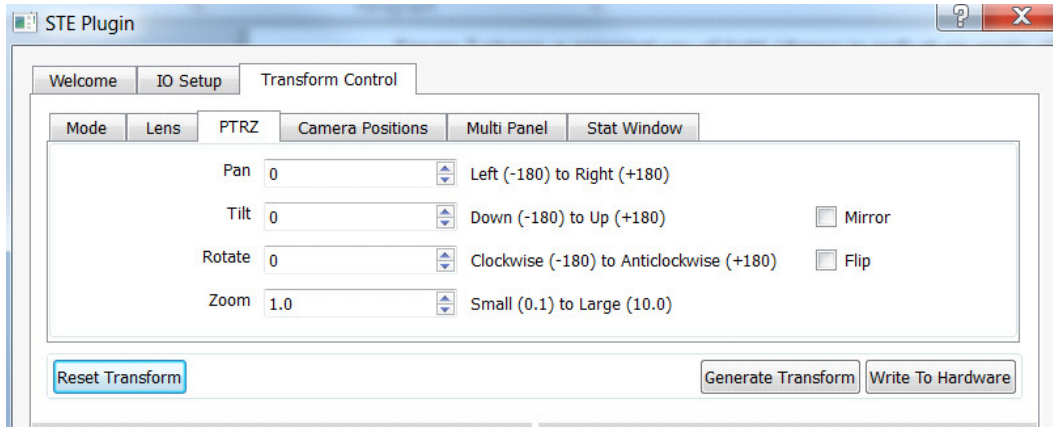 STE Plugin
?
X
Welcome IO Setup Transform Control
Mode Lens PTRZ Camera Positions Multi Panel Stat Window
Pan 0 Left (-180) to Right (+180)
Tilt 0 Down (-180) to Up (+180) Mirror
Rotate 0 Clockwise (-180) to Anticlockwise (+180) Flip
Zoom 1.0 Small (0.1) to Large (10.0)
Reset Transform Generate Transform Write To Hardware